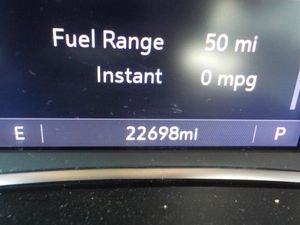 Fuel Range 50 mi
Instant 0 mpg
E 22698mi P